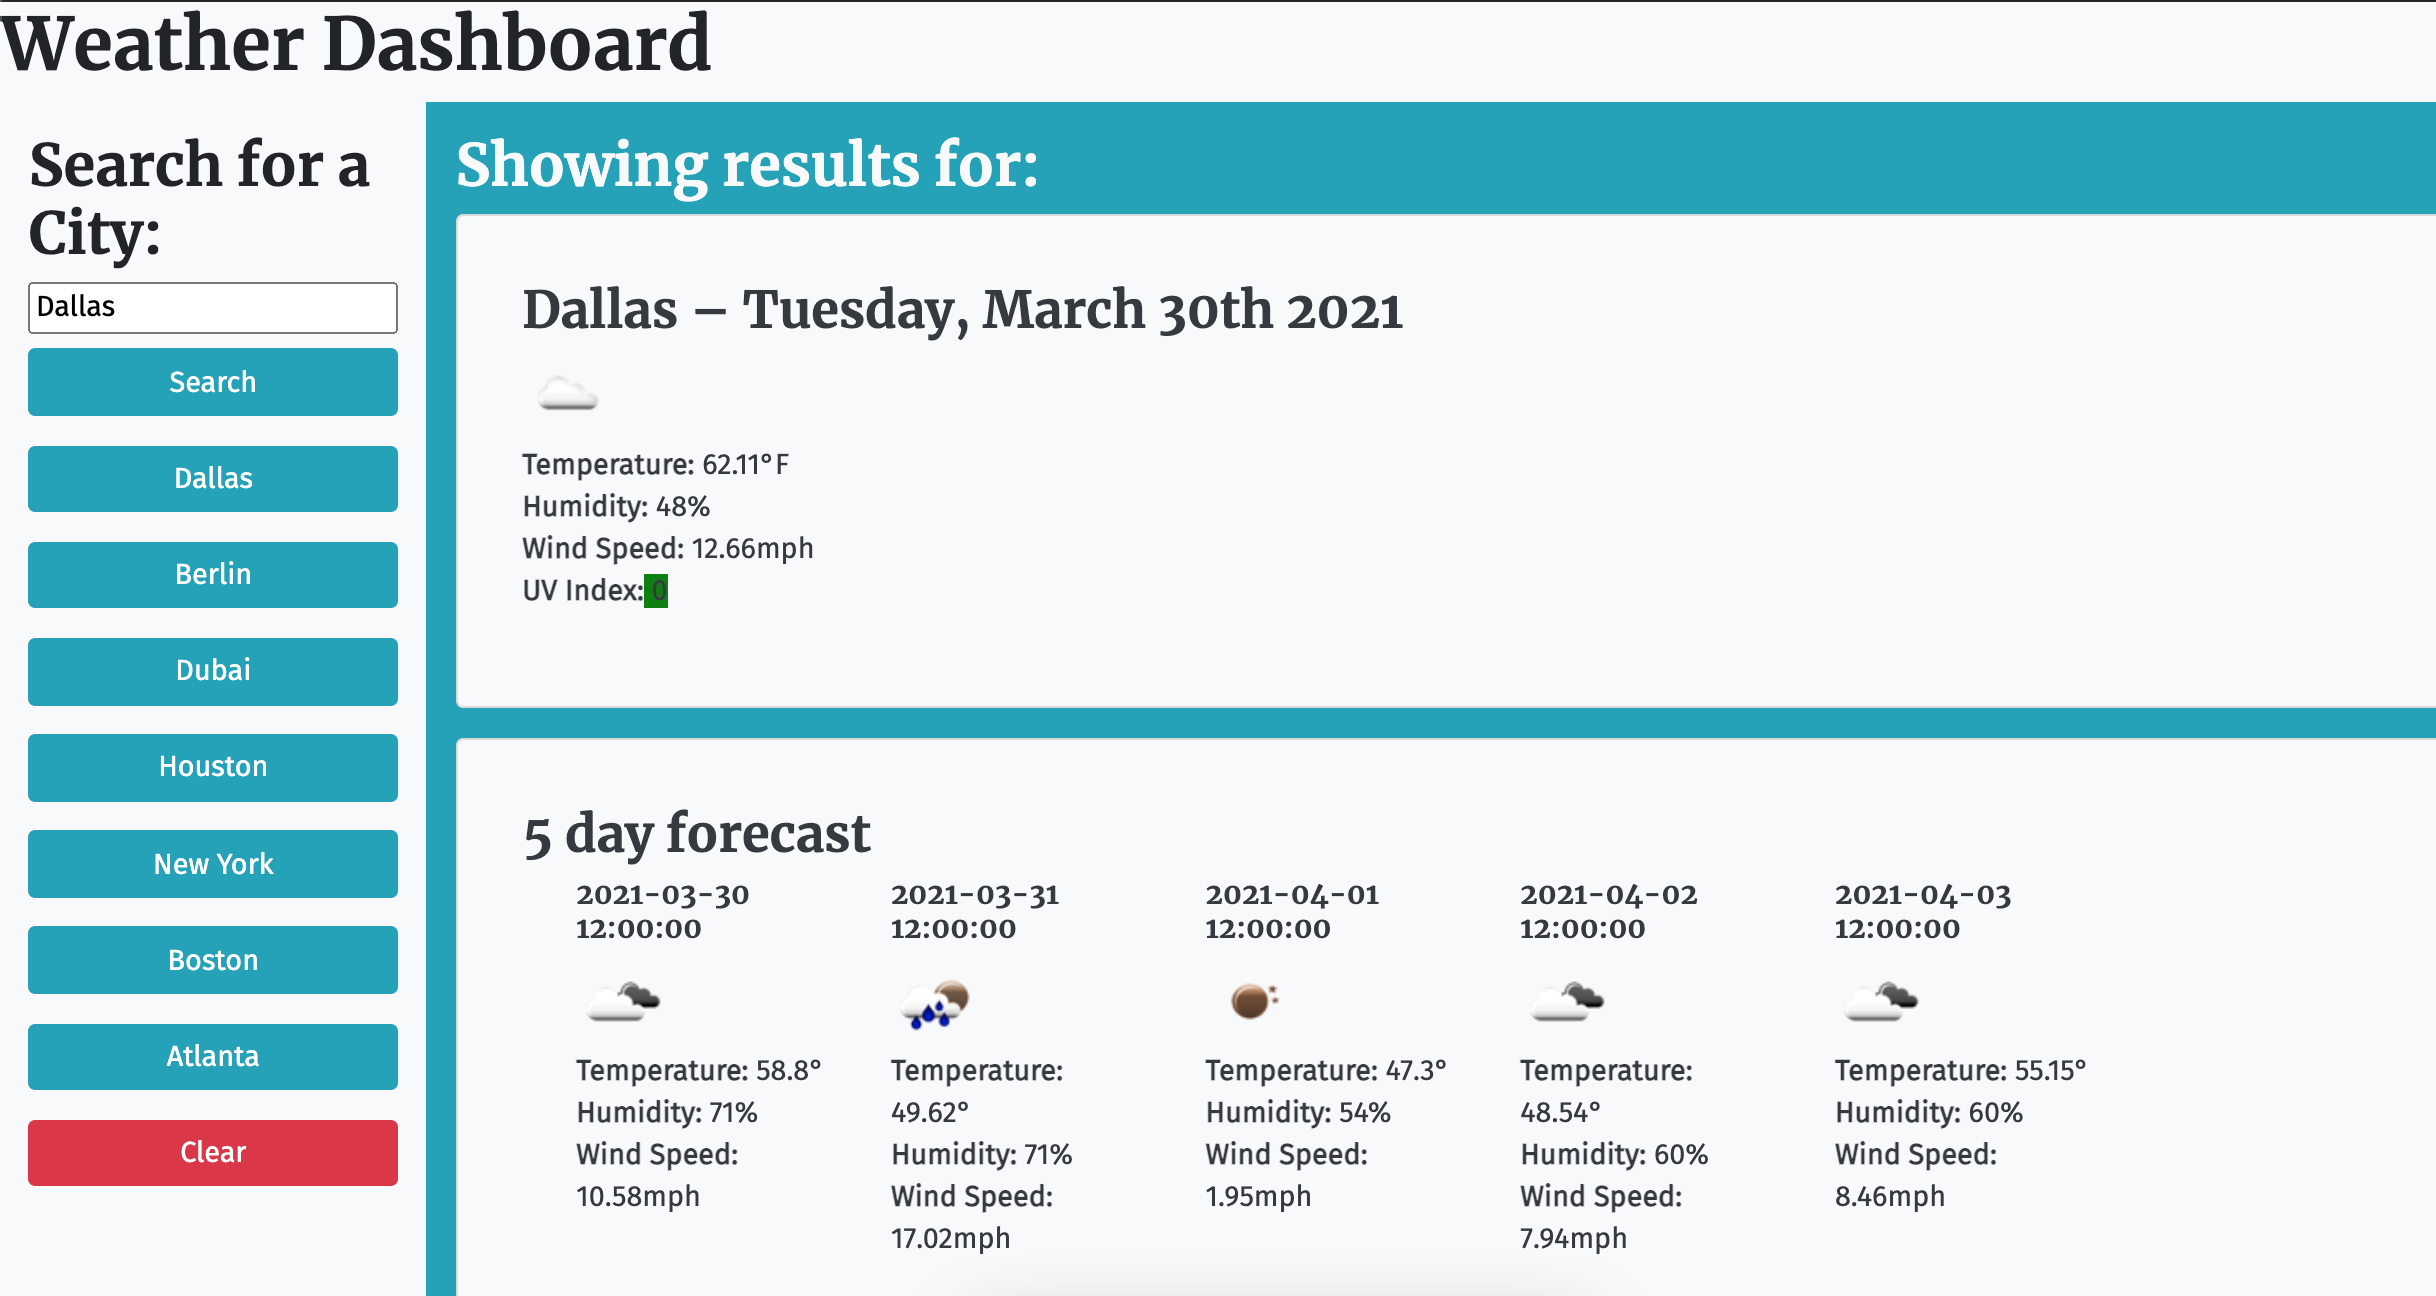 Weather Dashboard
Search for a
City:
Dallas
Search
Dallas
Berlin
Dubai
Houston
New York
Boston
Atlanta
Clear
Showing results for:
Dallas – Tuesday, March 30th 2021
Temperature: 62.11°F
Humidity: 48%
Wind Speed: 12.66mph
UV Index: 0
5 day forecast
2021-03-30
12:00:00
Temperature: 58.8°
Humidity: 71%
Wind Speed:
10.58mph
2021-03-31
12:00:00
Temperature:
49.62°
Humidity: 71%
Wind Speed:
17.02mph
2021-04-01
12:00:00
Temperature: 47.3°
Humidity: 54%
Wind Speed:
1.95mph
2021-04-02
12:00:00
Temperature:
48.54°
Humidity: 60%
Wind Speed:
7.94mph
2021-04-03
12:00:00
Temperature: 55.15°
Humidity: 60%
Wind Speed:
8.46mph